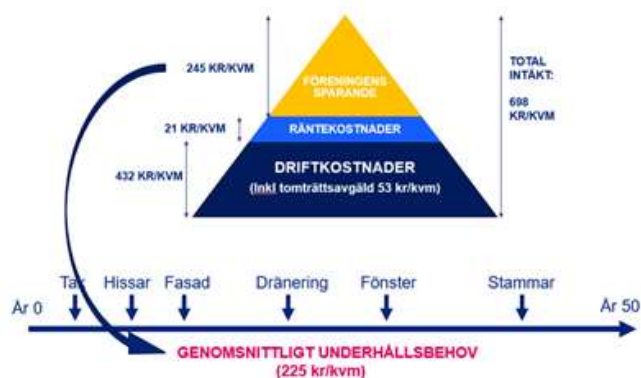 245 KR/KVM
FÖRENINGENS
SPARANDE
TOTAL
INTÄKT:
698
KR/KVM
21 KR/KVM
RÄNTEKOSTNADER
432 KR/KVM
DRIFTKOSTNADER
(Inkl tomträttsavgäld 53 kr/kvm)
Tak Hissar Fasad Dränering Fönster Stammar
År 0 År 50
GENOMSNITTLIGT UNDERHÅLLSBEHOV
(225 kr/kvm)